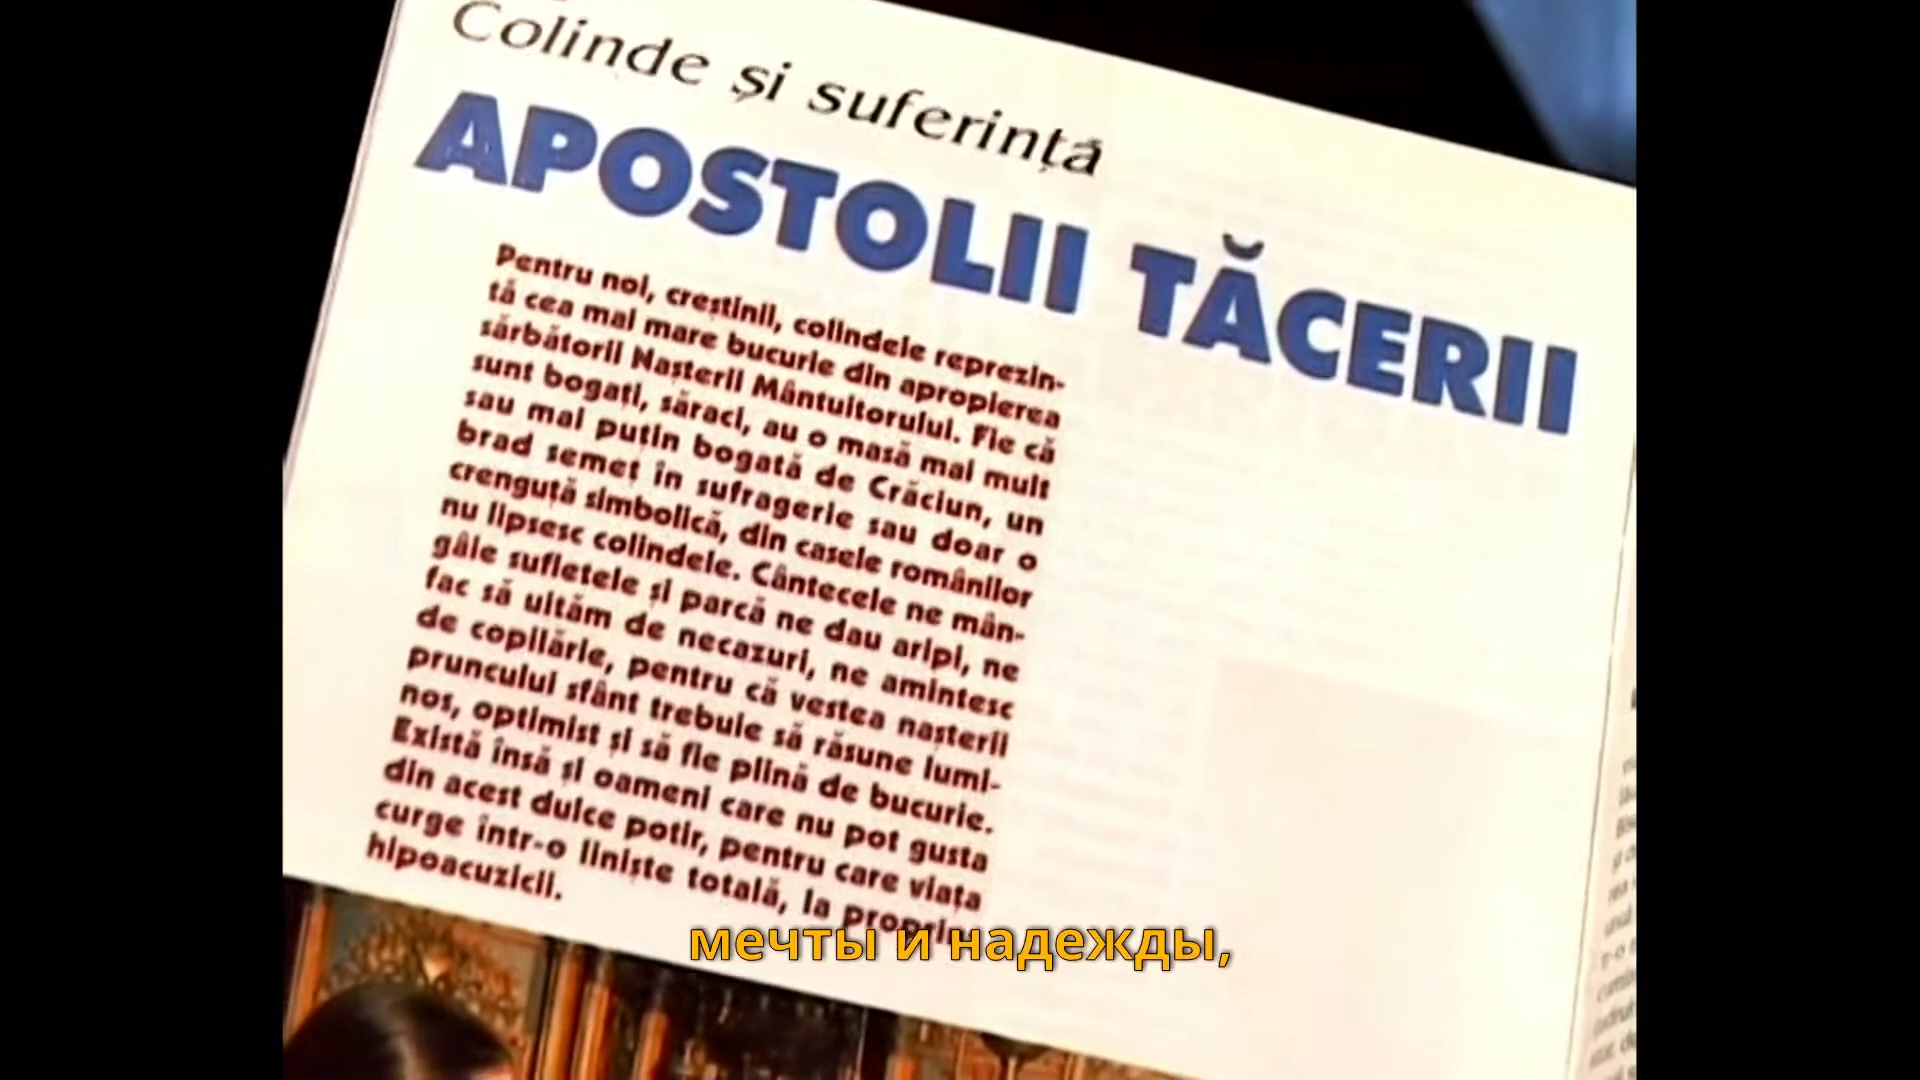 Colinde și suferință
APOSTOLII TĂCERII
Pentru noi, creștinii, colindele reprezin-
tă cea mai mare bucurie din apropierea
sărbătorii Nașterii Mântuitorului. Fie că
sunt bogați, săraci, au o masă mai mult
sau mai puțin bogată de Crăciun, un
brad semeț în sufragerie sau doar o
crenguță simbolică, din casele românilor
nu lipsesc colindele. Cântecele ne mân-
gâie sufletele și parcă ne dau aripi, ne
fac să uităm de necazuri, ne amintesc
de copilărie, pentru că vestea nașterii
pruncului sfânt trebuie să răsune lumi-
nos, optimist și să fie plină de bucurie.
Există însă și oameni care nu pot gusta
din acest dulce potir, pentru care viața
curge într-o liniște totală, la propriu
hipoacuzicii.
мечты и надежды,